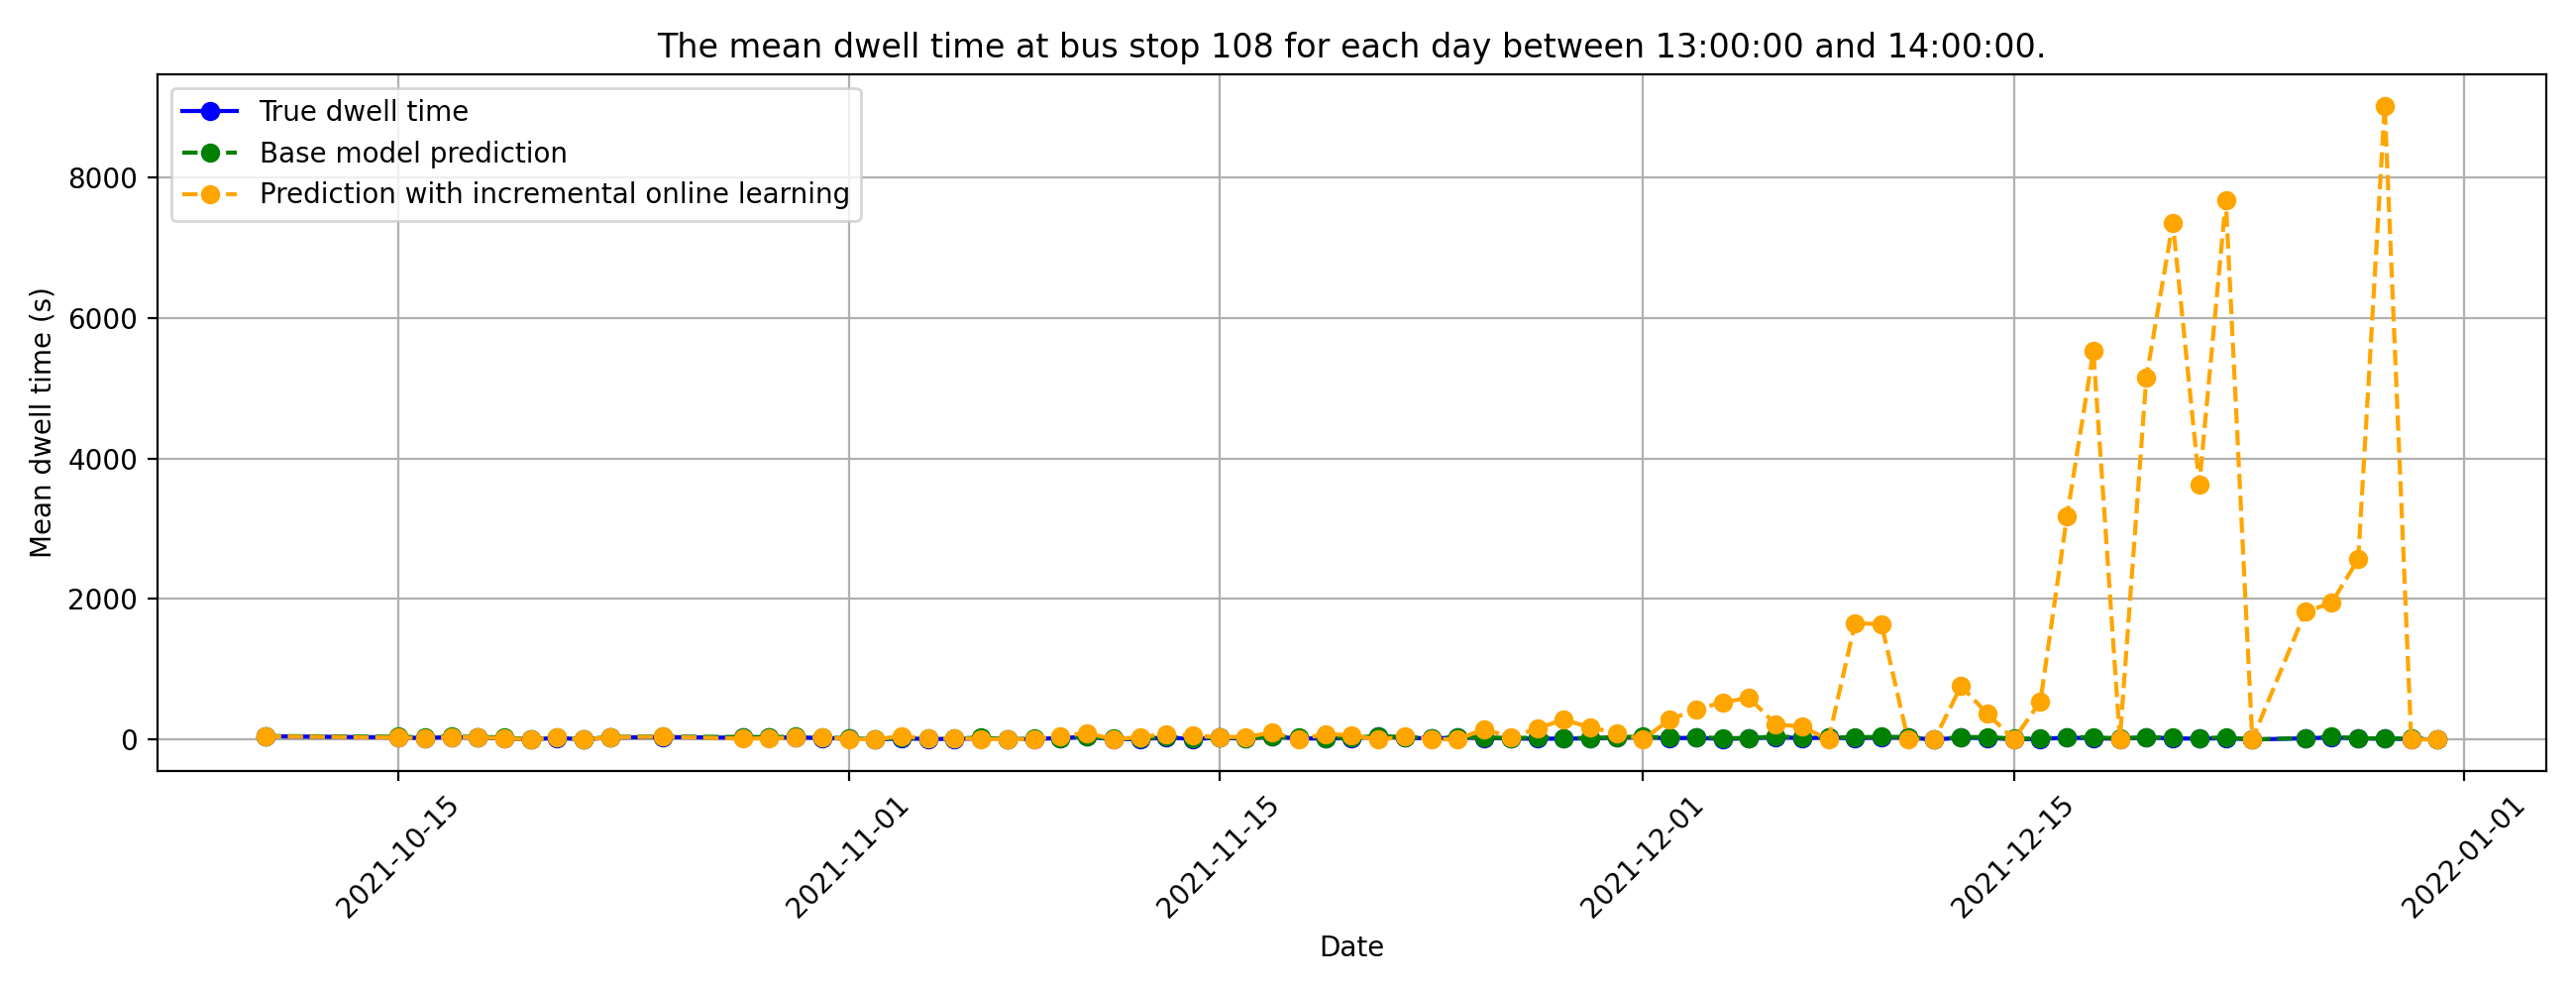 The mean dwell time at bus stop 108 for each day between 13:00:00 and 14:00:00.
True dwell time
Base model prediction
Prediction with incremental online learning
Mean dwell time (s)
8000
6000
4000
2000
0
2021-10-15
2021-11-01
2021-11-15
2021-12-01
2021-12-15
2022-01-01
Date